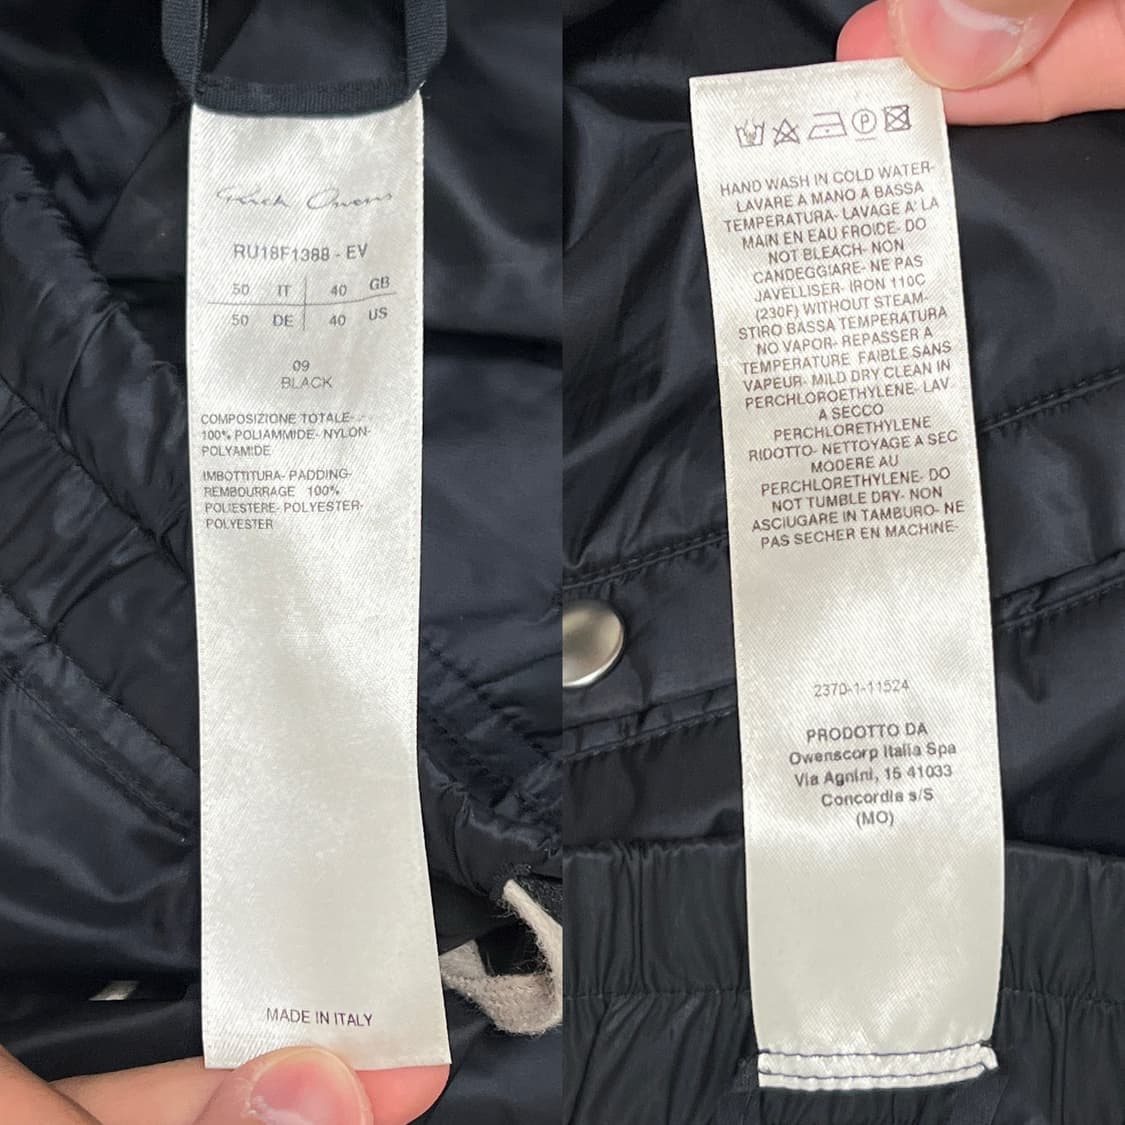 Rick Owens
RU18F1388 - EV
50 IT 40 GB
50 DE 40 US
09
BLACK
COMPOSIZIONE TOTALE-
100% POLIAMMIDE- NYLON-
POLYAMIDE
IMBOTTITURA- PADDING-
REMBOURRAGE 100%
POLIESTERE- POLYESTER-
POLYESTER
MADE IN ITALY
P
HAND WASH IN COLD WATER-
LAVARE A MANO A BASSA
TEMPERATURA- LAVAGE A' LA
MAIN EN EAU FROIDE- DO
NOT BLEACH- NON
CANDEGGIARE- NE PAS
JAVELLISER- IRON 110C
(230F) WITHOUT STEAM-
STIRO BASSA TEMPERATURA
NO VAPOR- REPASSER A
TEMPERATURE FAIBLE SANS
VAPEUR- MILD DRY CLEAN IN
PERCHLOROETHYLENE- LAV.
A SECCO
PERCHLORETHYLENE
RIDOTTO- NETTOYAGE A SEC
MODERE AU
PERCHLORETHYLENE- DO
NOT TUMBLE DRY- NON
ASCIUGARE IN TAMBURO- NE
PAS SECHER EN MACHINE-
2370-1-11524
PRODOTTO DA
Owenscorp Italia Spa
Via Agnini, 15 41033
Concordia s/S
(MO)